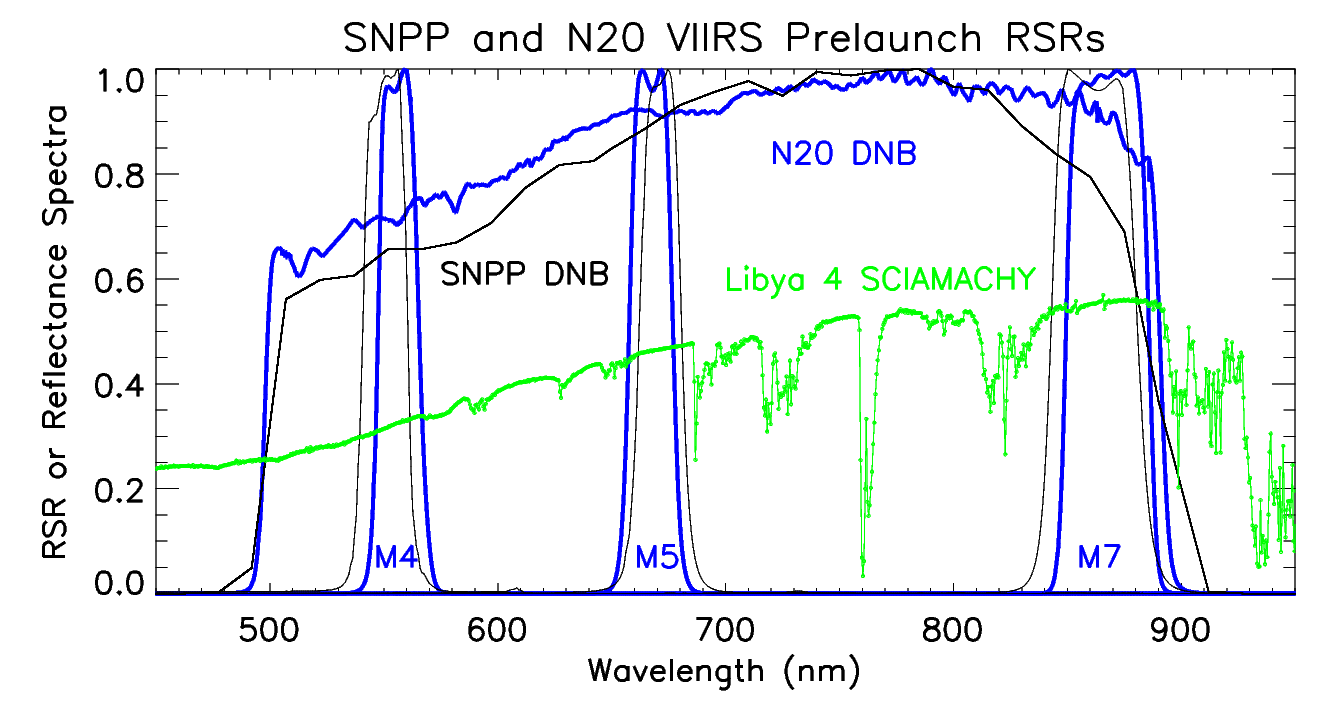 SNPP and N20 VIIRS Prelaunch RSRs
RSR or Reflectance Spectra
1.0
0.8
0.6
0.4
0.2
0.0
N20 DNB
SNPP DNB
Libya 4 SCIAMACHY
M4
M5
M7
500
600
700
800
900
Wavelength (nm)